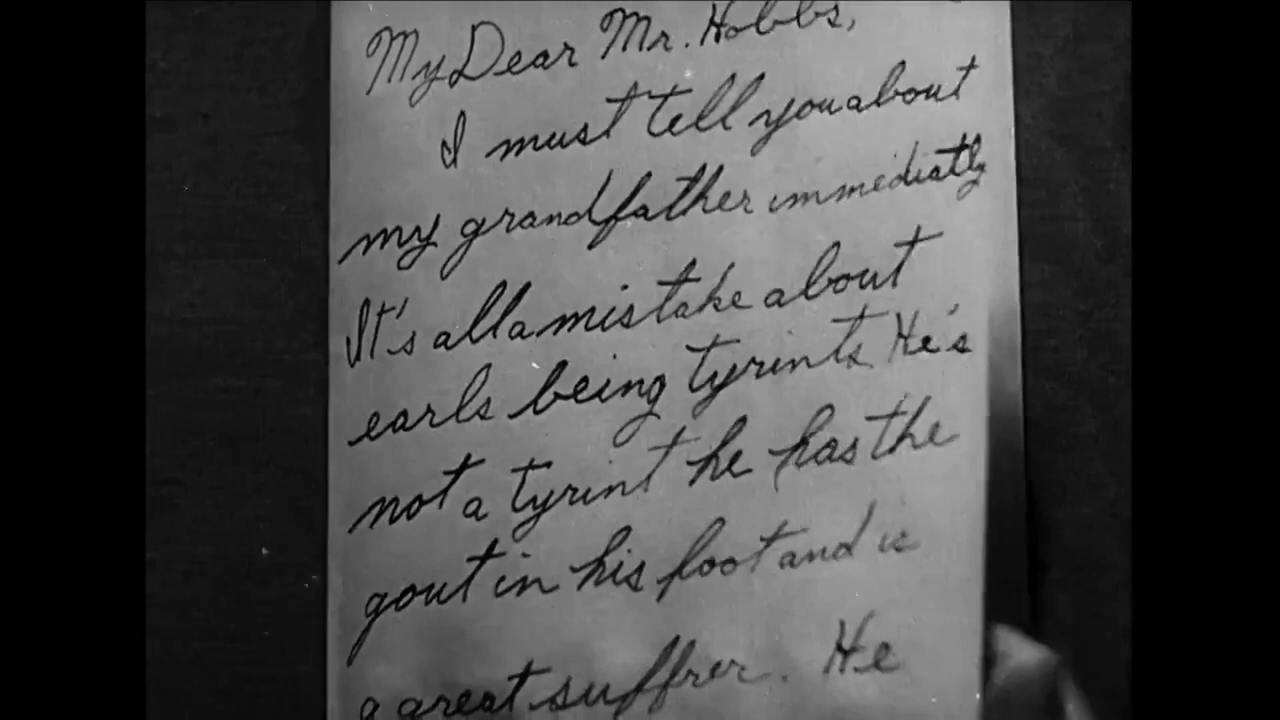 My Dear Mr. Hobbs,
I must tell you about
my grandfather immediatly
It's all a mistake about
earls being tyrints He's
not a tyrint he has the
gout in his foot and is
a great suffrer. He